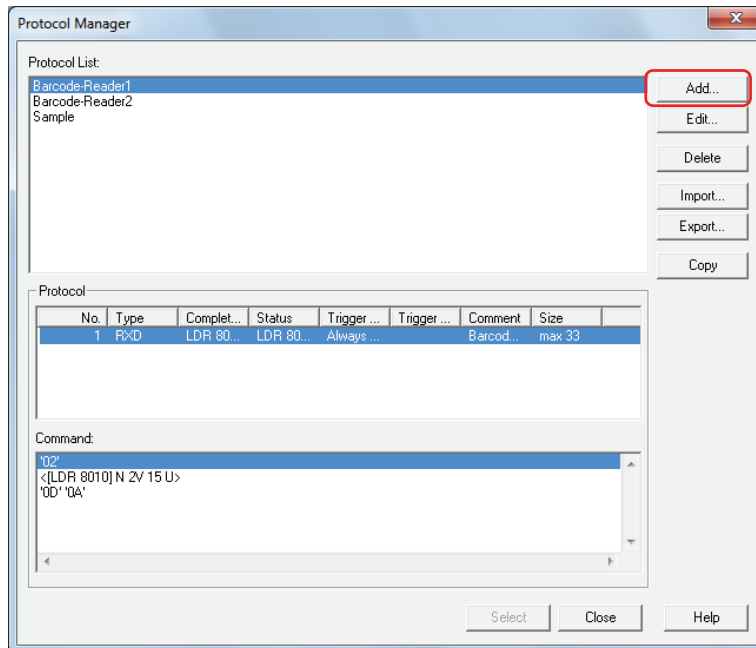 Protocol Manager
Protocol List:
Barcode-Reader1
Barcode-Reader2
Sample
Add...
Edit...
Delete
Import...
Export...
Copy
Protocol
No. Type Complet... Status Trigger ... Trigger ... Comment Size
1 RXD LDR 80... LDR 80... Always ... Barcod... max 33
Command:
'02'
<[LDR 8010] N 2V 15 U>
'0D' '0A'
Select Close Help